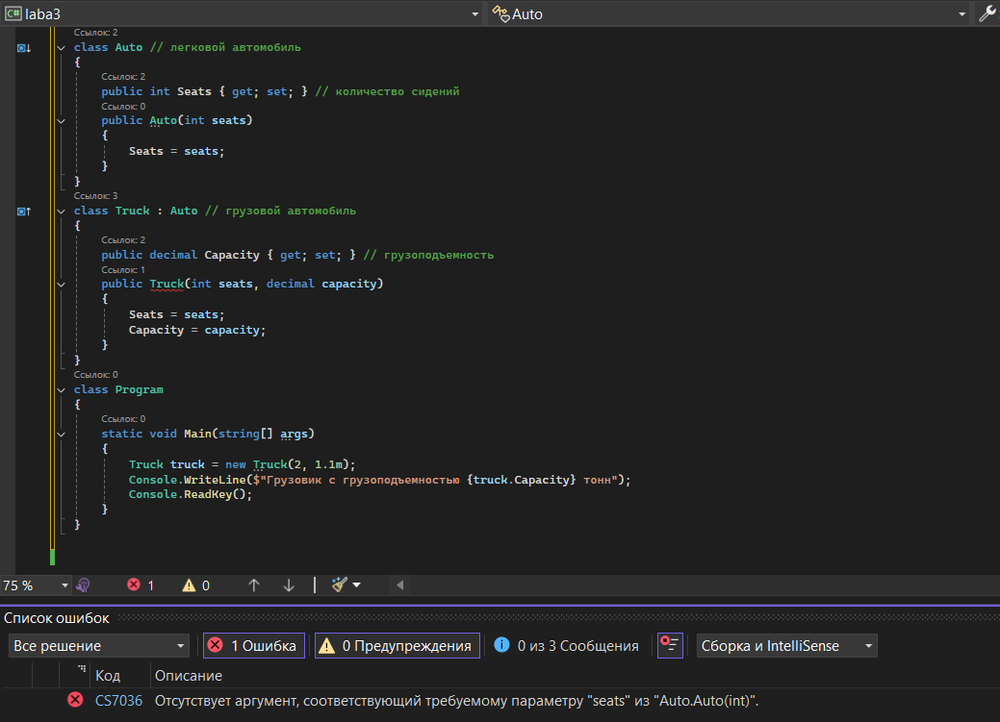 C# laba3
Auto
Ссылок: 2
class Auto // легковой автомобиль
{
Ссылок: 2
public int Seats { get; set; } // количество сидений
Ссылок: 0
public Auto(int seats)
{
Seats = seats;
}
}
Ссылок: 3
class Truck : Auto // грузовой автомобиль
{
Ссылок: 2
public decimal Capacity { get; set; } // грузоподъемность
Ссылок: 1
public Truck(int seats, decimal capacity)
{
Seats = seats;
Capacity = capacity;
}
}
Ссылок: 0
class Program
{
Ссылок: 0
static void Main(string[] args)
{
Truck truck = new Truck(2, 1.1m);
Console.WriteLine($"Грузовик с грузоподъемностью {truck.Capacity} тонн");
Console.ReadKey();
}
}
75 % 1 0
Список ошибок
Все решение 1 Ошибка 0 Предупреждения 0 из 3 Сообщения Сборка и IntelliSense
Код Описание
CS7036 Отсутствует аргумент, соответствующий требуемому параметру "seats" из "Auto.Auto(int)".